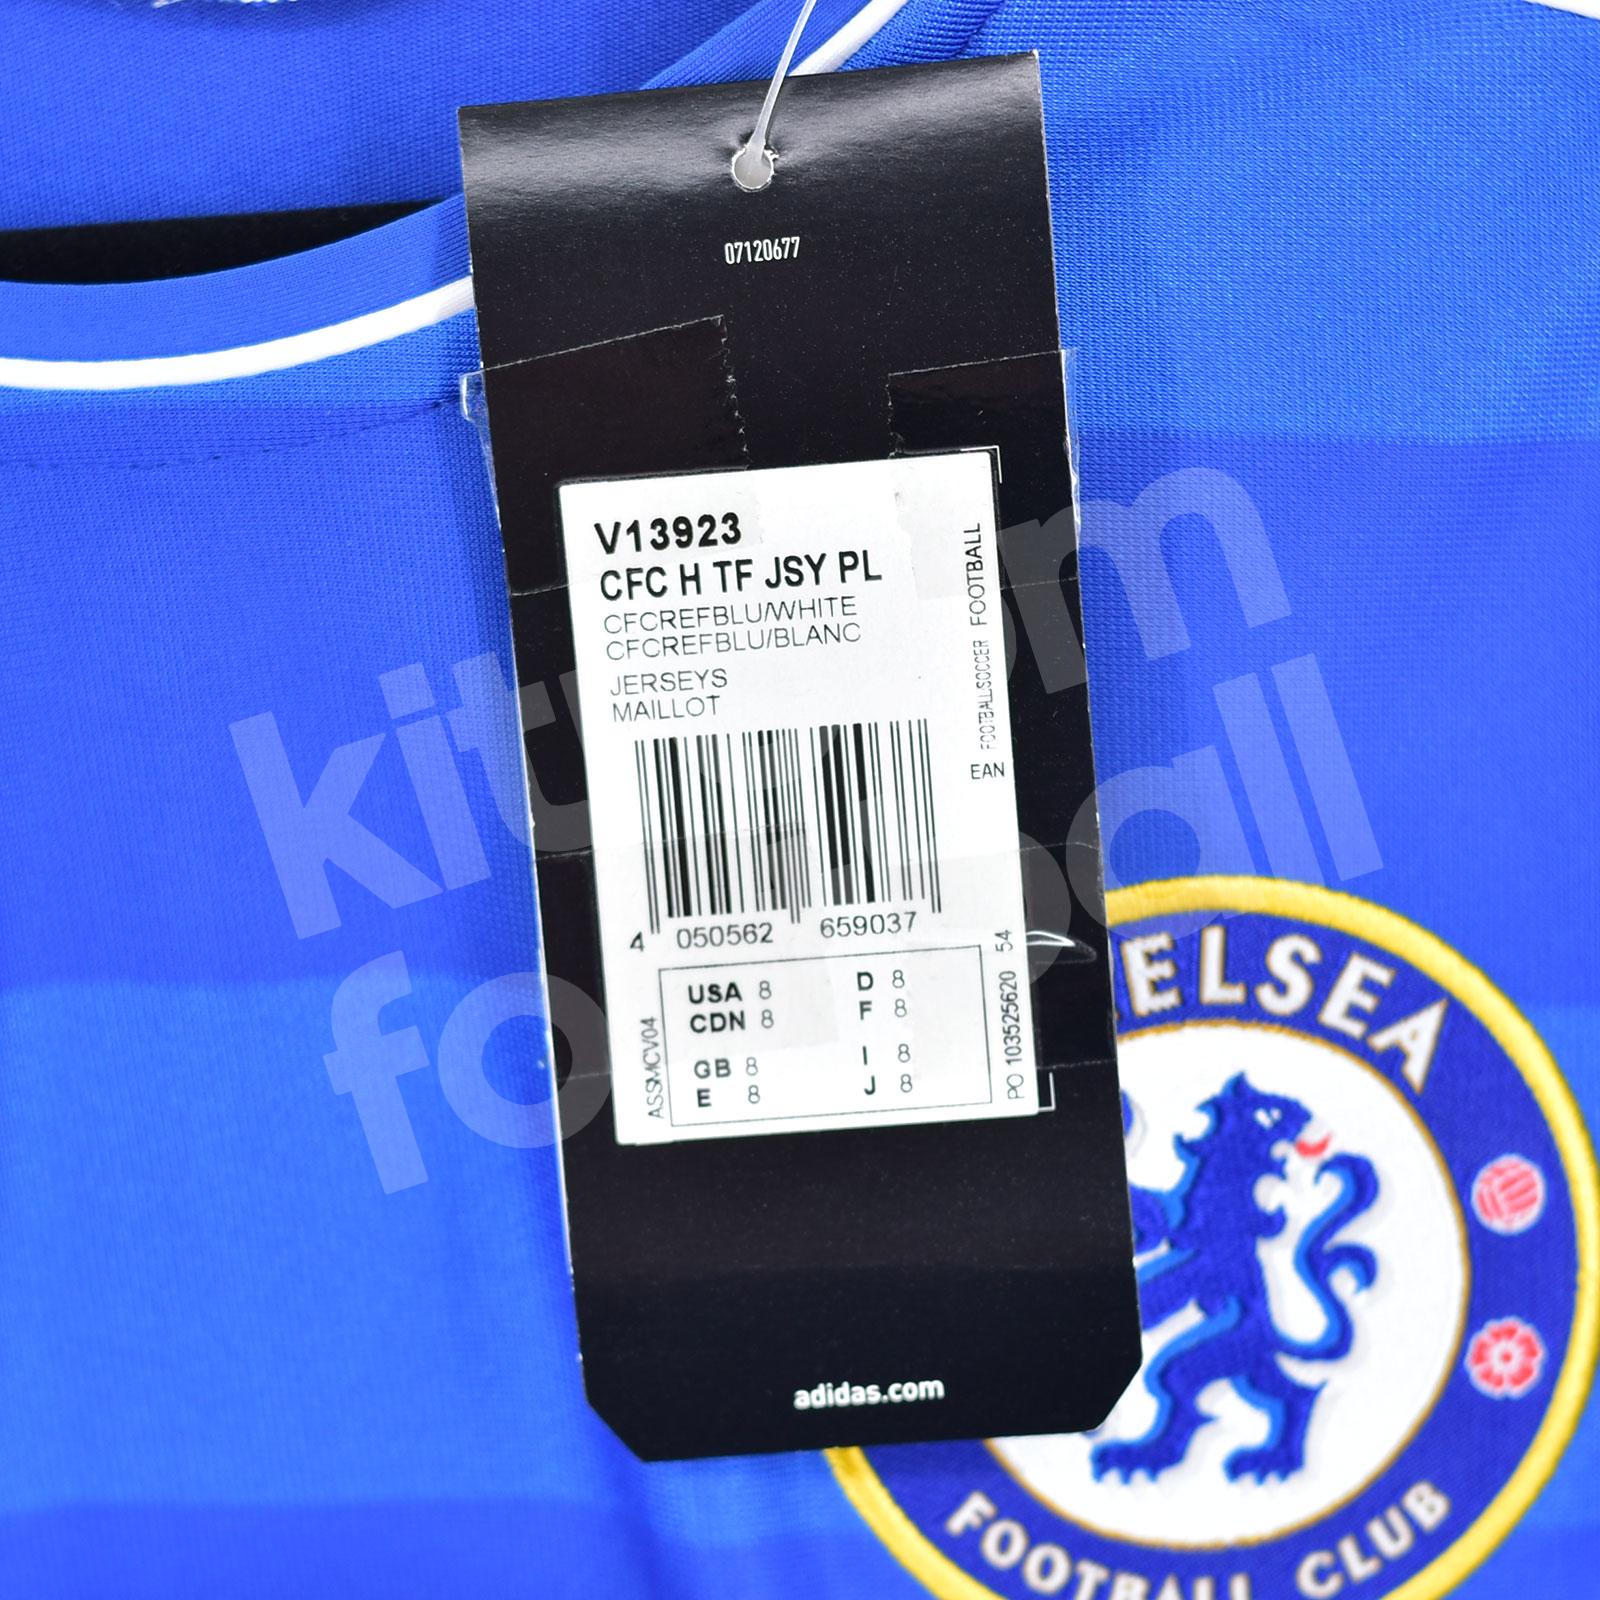 07120677
V13923
CFC H TF JSY PL
CFCREFBLU/WHITE
CFCREFBLU/BLANC
JERSEYS
MAILLOT
FOOTBALL/SOCCER FOOTBALL
EAN
4 050562 659037
USA 8 D 8
CDN 8 F 8
GB 8 I 8
E 8 J 8
ASSMCV04
PO 103525620 54
adidas.com
ELSEA
FOOTBALL CLUB